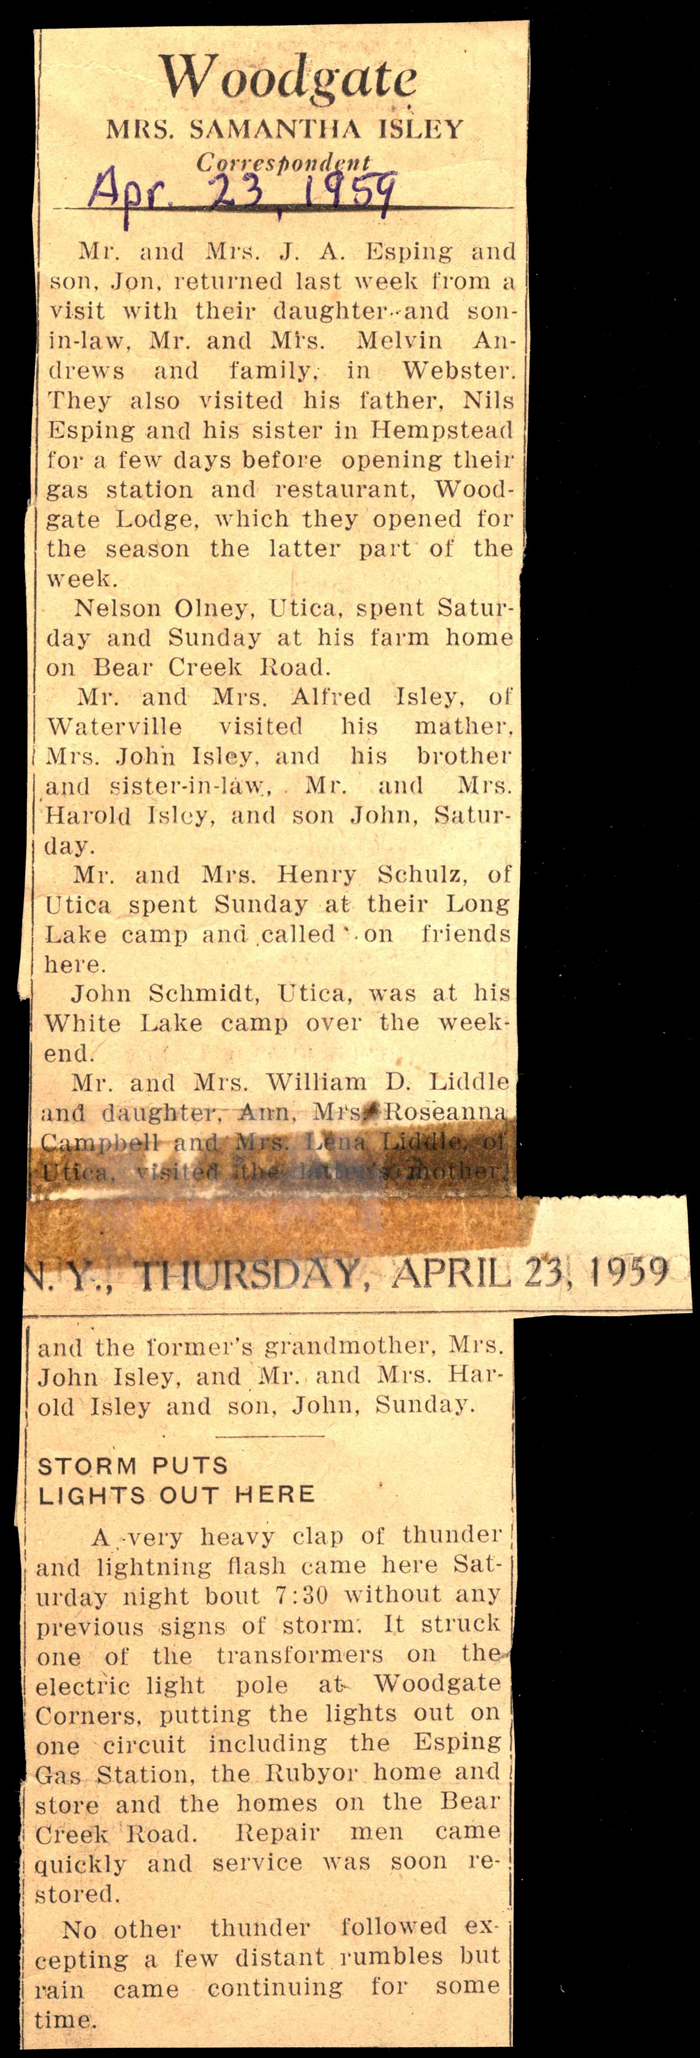 Woodgate
MRS. SAMANTHA ISLEY
Correspondent
Apr. 23, 1959
Mr. and Mrs. J. A. Esping and
son, Jon, returned last week from a
visit with their daughter and son-
in-law, Mr. and Mrs. Melvin An-
drews and family, in Webster.
They also visited his father, Nils
Esping and his sister in Hempstead
for a few days before opening their
gas station and restaurant, Wood-
gate Lodge, which they opened for
the season the latter part of the
week.
Nelson Olney, Utica, spent Satur-
day and Sunday at his farm home
on Bear Creek Road.
Mr. and Mrs. Alfred Isley, of
Waterville visited his mather,
Mrs. John Isley, and his brother
and sister-in-law, Mr. and Mrs.
Harold Isley, and son John, Satur-
day.
Mr. and Mrs. Henry Schulz, of
Utica spent Sunday at their Long
Lake camp and called on friends
here.
John Schmidt, Utica, was at his
White Lake camp over the week-
end.
Mr. and Mrs. William D. Liddle
and daughter, Ann, Mrs. Roseanna
Campbell and Mrs. Lena Liddle, of
Utica, visited the latter's mother,
N. Y., THURSDAY, APRIL 23, 1959
and the former's grandmother, Mrs.
John Isley, and Mr. and Mrs. Har-
old Isley and son, John, Sunday.
STORM PUTS
LIGHTS OUT HERE
A very heavy clap of thunder
and lightning flash came here Sat-
urday night bout 7:30 without any
previous signs of storm. It struck
one of the transformers on the
electric light pole at Woodgate
Corners, putting the lights out on
one circuit including the Esping
Gas Station, the Rubyor home and
store and the homes on the Bear
Creek Road. Repair men came
quickly and service was soon re-
stored.
No other thunder followed ex-
cepting a few distant rumbles but
rain came continuing for some
time.